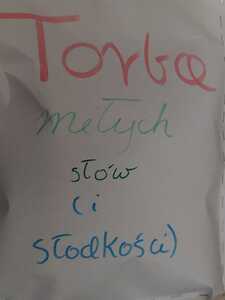 Torba
miłych
słów
(i
słodkości)